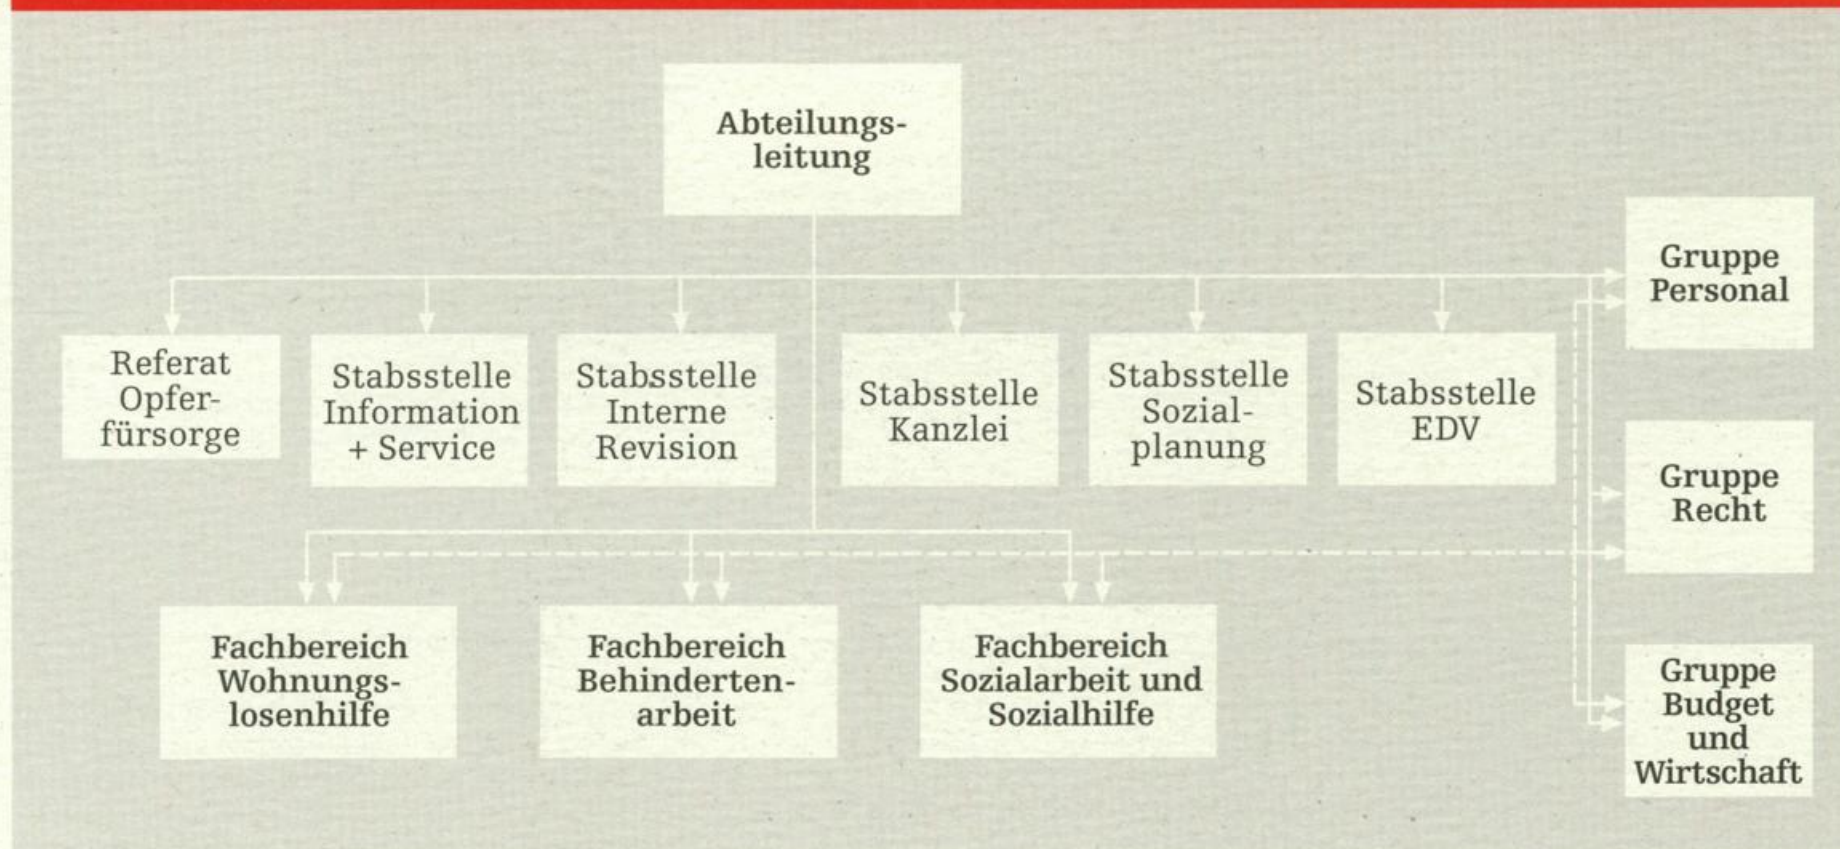 Abteilungs-
leitung
Gruppe
Personal
Referat
Opfer-
fürsorge
Stabsstelle
Information
+ Service
Stabsstelle
Interne
Revision
Stabsstelle
Kanzlei
Stabsstelle
Sozial-
planung
Stabsstelle
EDV
Gruppe
Recht
Fachbereich
Wohnungs-
losenhilfe
Fachbereich
Behinderten-
arbeit
Fachbereich
Sozialarbeit und
Sozialhilfe
Gruppe
Budget
und
Wirtschaft